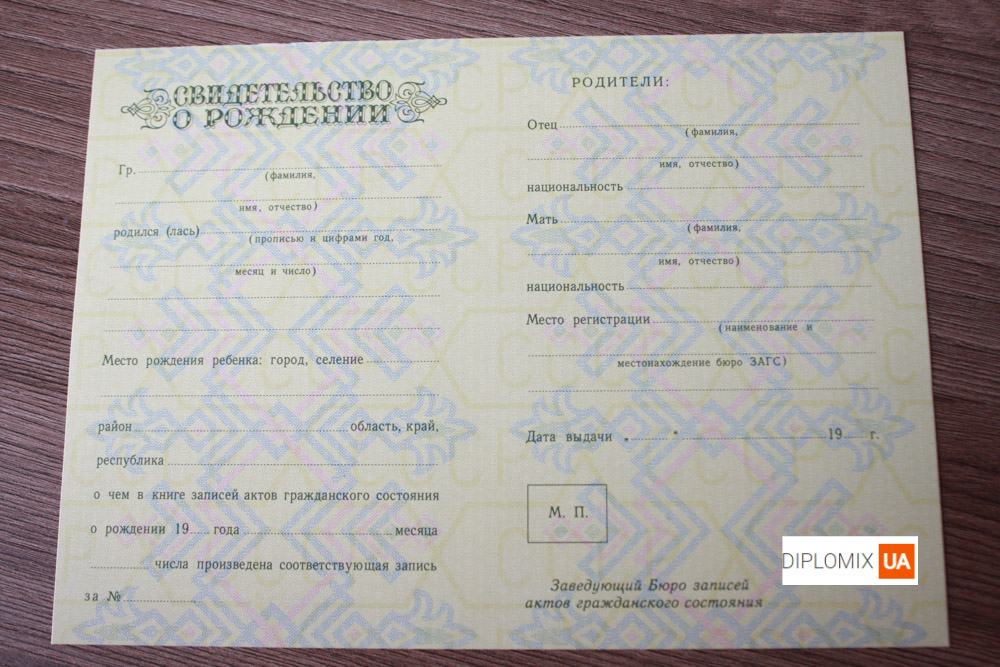 СВИДЕТЕЛЬСТВО
О РОЖДЕНИИ
Гр.
(фамилия,
имя, отчество)
родился (лась)
(прописью и цифрами год,
месяц и число)
Место рождения ребенка: город, селение
район область, край,
республика
о чем в книге записей актов гражданского состояния
о рождении 19 года месяца
числа произведена соответствующая запись
за №
РОДИТЕЛИ:
Отец
(фамилия,
имя, отчество)
национальность
Мать
(фамилия,
имя, отчество)
национальность
Место регистрации
(наименование и
местонахождение бюро ЗАГС)
Дата выдачи „ “ 19 г.
М. П.
DIPLOMIX UA
Заведующий Бюро записей
актов гражданского состояния